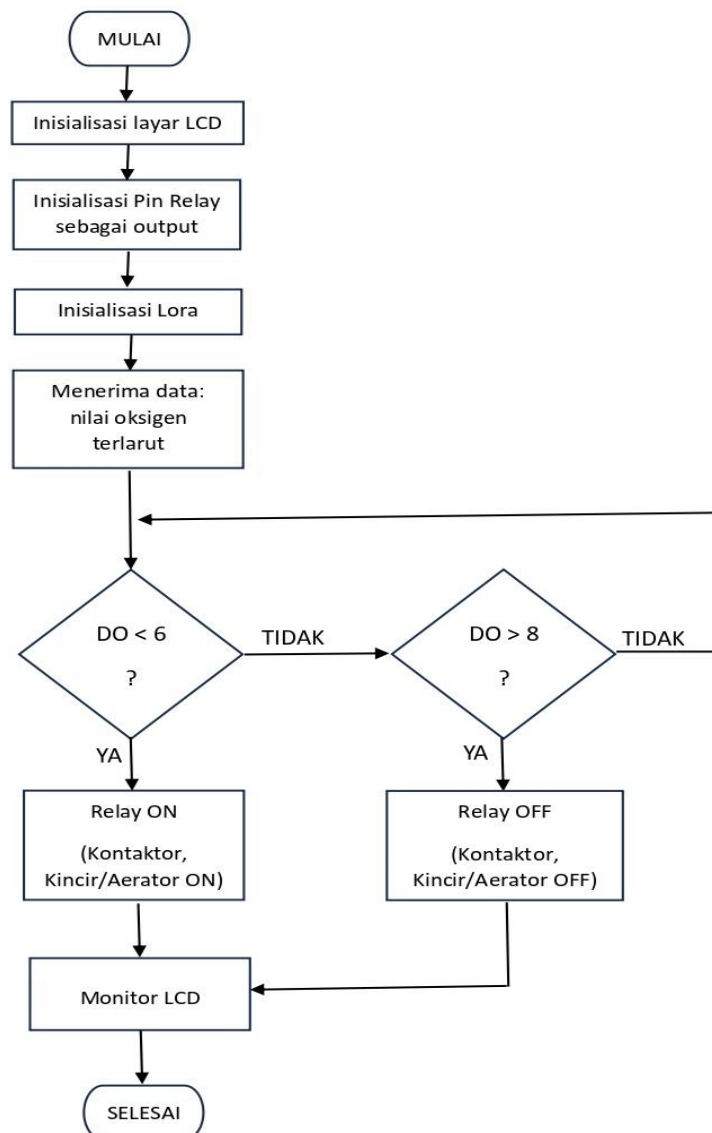 MULAI
Inisialisasi layar LCD
Inisialisasi Pin Relay
sebagai output
Inisialisasi Lora
Menerima data:
nilai oksigen
terlarut
DO < 6
?
TIDAK
DO > 8
?
TIDAK
YA
YA
Relay ON
(Kontaktor,
Kincir/Aerator ON)
Relay OFF
(Kontaktor,
Kincir/Aerator OFF)
Monitor LCD
SELESAI